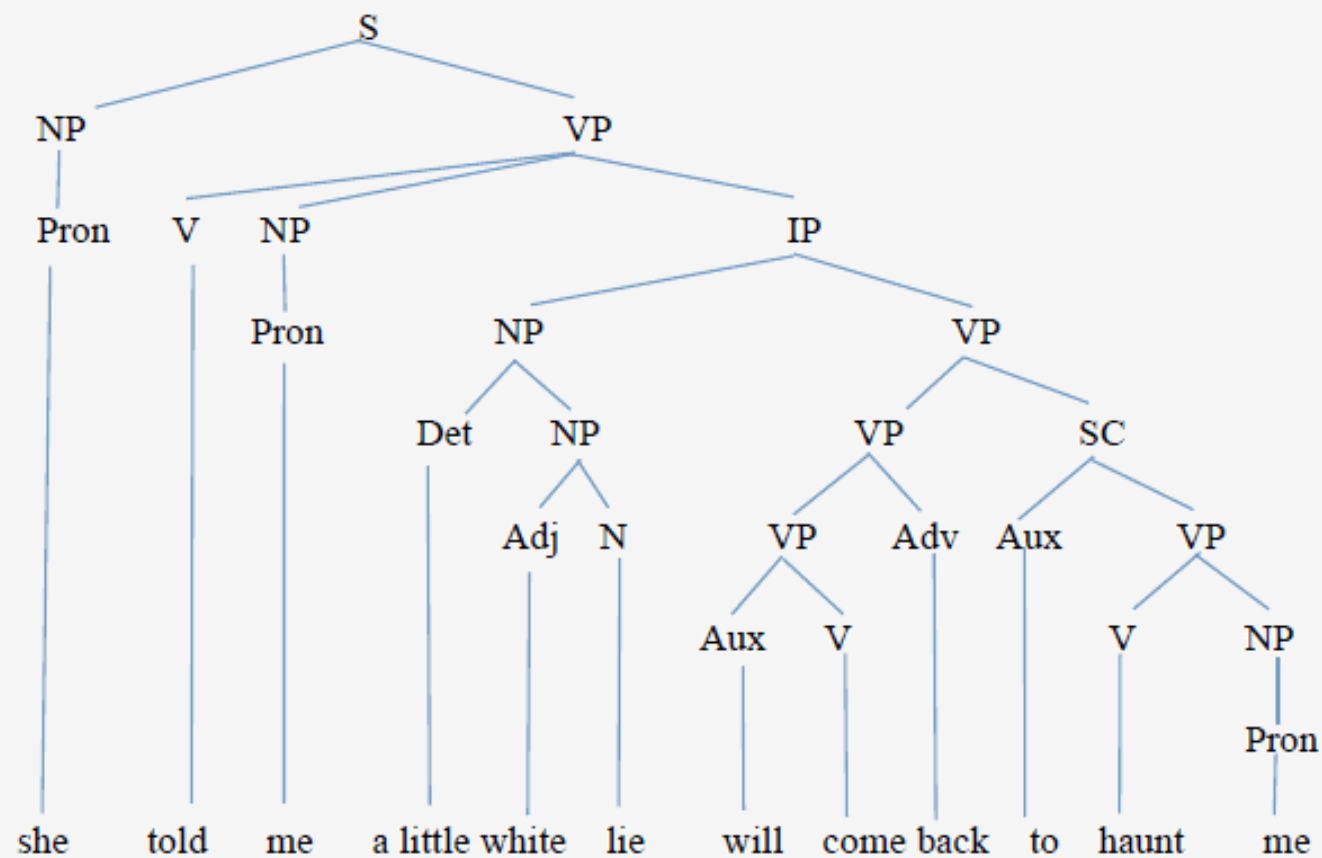 S
NP VP
Pron V NP IP
Pron NP VP
Det NP VP SC
Adj N VP Adv Aux VP
Aux V V NP
Pron
she told me a little white lie will come back to haunt me